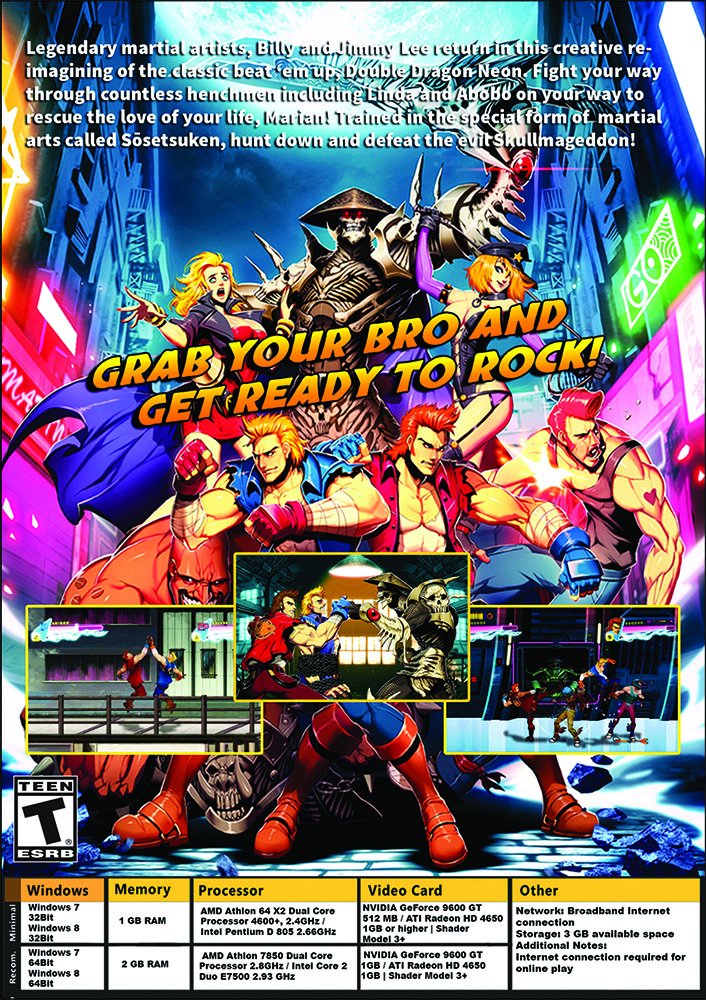 Legendary martial artists, Billy and Jimmy Lee return in this creative re-
imagining of the classic beat 'em up, Double Dragon Neon. Fight your way
through countless henchmen including Linda and Abobo on your way to
rescue the love of your life, Marian! Trained in the special form of martial
arts called Sōsetsuken, hunt down and defeat the evil Skullmageddon!
GO
GRAB YOUR BRO AND
GET READY TO ROCK!
TEEN
T
ESRB
Windows
Memory
Processor
Video Card
Other
Minimal
Windows 7
32Bit
Windows 8
32Bit
1 GB RAM
AMD Athlon 64 X2 Dual Core
Processor 4600+, 2.4GHz /
Intel Pentium D 805 2.66GHz
NVIDIA GeForce 9600 GT
512 MB / ATI Radeon HD 4650
1GB or higher | Shader
Model 3+
Network: Broadband Internet
connection
Storage: 3 GB available space
Additional Notes:
Internet connection required for
online play
Recom.
Windows 7
64Bit
Windows 8
64Bit
2 GB RAM
AMD Athlon 7850 Dual Core
Processor 2.8GHz / Intel Core 2
Duo E7500 2.93 GHz
NVIDIA GeForce 9600 GT
1GB / ATI Radeon HD 4650
1GB | Shader Model 3+